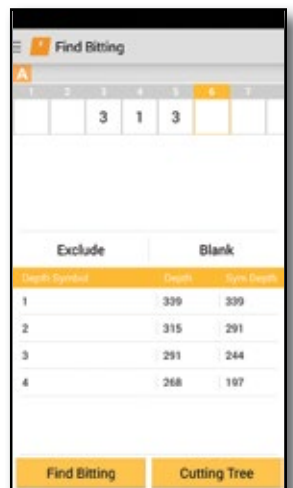 Find Bitting
A
1 2 3 4 5 6 7
3 1 3
Exclude Blank
Depth Symbol Depth Sym Depth
1 339 339
2 315 291
3 291 244
4 268 197
Find Bitting Cutting Tree